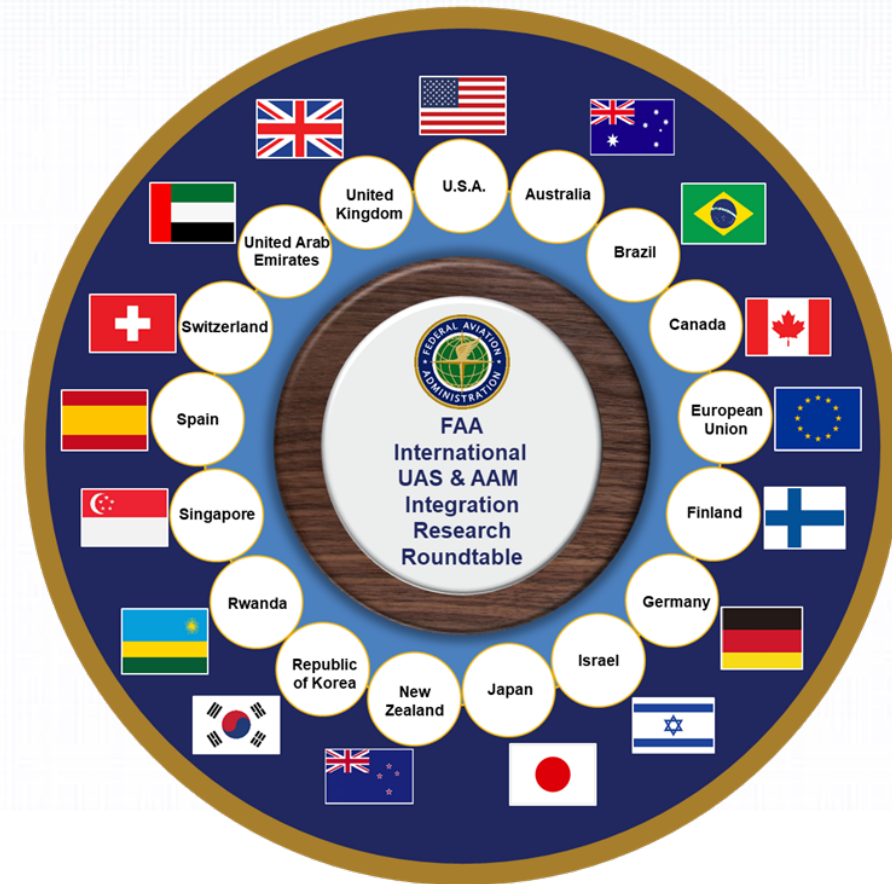 U.S.A.
Australia
Brazil
Canada
European
Union
Finland
Germany
Israel
Japan
New
Zealand
Republic
of Korea
Rwanda
Singapore
Spain
Switzerland
United Arab
Emirates
United
Kingdom
FEDERAL AVIATION
ADMINISTRATION
FAA
International
UAS & AAM
Integration
Research
Roundtable